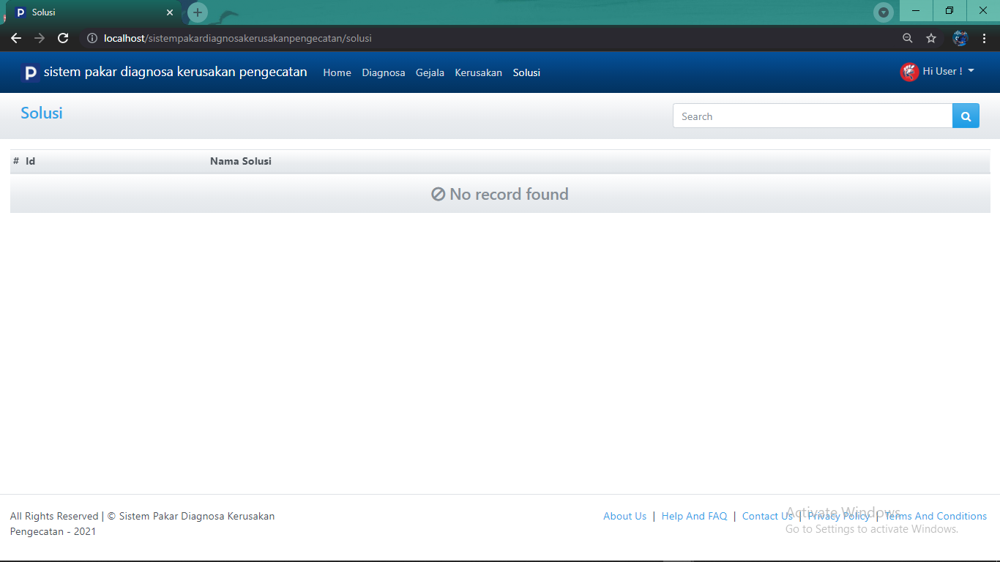 Solusi
localhost/sistempakardiagnosakerusakanpengecatan/solusi
P sistem pakar diagnosa kerusakan pengecatan Home Diagnosa Gejala Kerusakan Solusi Hi User !
Solusi
Search
# Id Nama Solusi
No record found
All Rights Reserved | © Sistem Pakar Diagnosa Kerusakan
Pengecatan - 2021
About Us | Help And FAQ | Contact Us | Privacy Policy | Terms And Conditions
Activate Windows
Go to Settings to activate Windows.